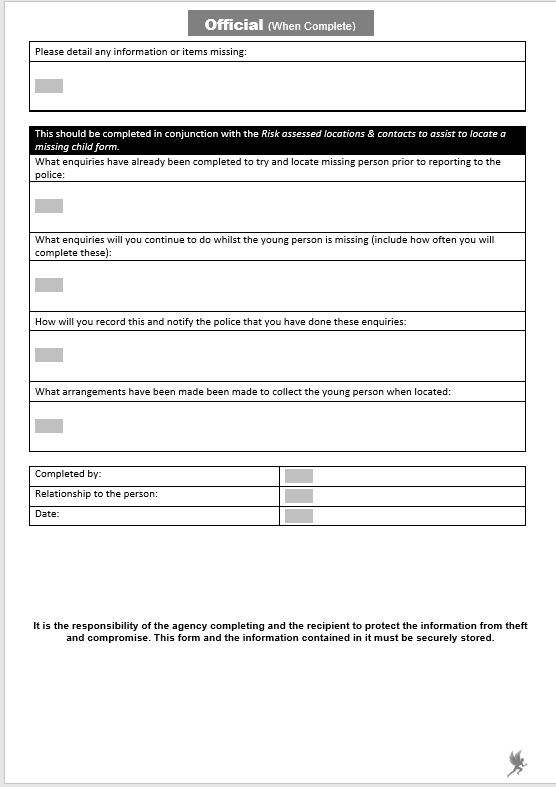 Official (When Complete)
Please detail any information or items missing:
This should be completed in conjunction with the Risk assessed locations & contacts to assist to locate a
missing child form.
What enquiries have already been completed to try and locate missing person prior to reporting to the
police:
What enquiries will you continue to do whilst the young person is missing (include how often you will
complete these):
How will you record this and notify the police that you have done these enquiries:
What arrangements have been made been made to collect the young person when located:
Completed by:
Relationship to the person:
Date:
It is the responsibility of the agency completing and the recipient to protect the information from theft
and compromise. This form and the information contained in it must be securely stored.